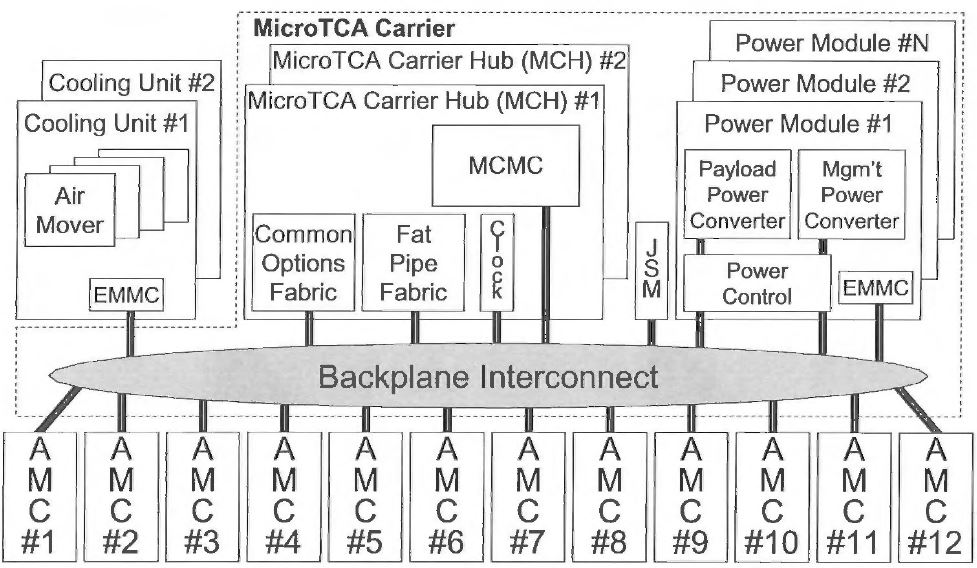 MicroTCA Carrier
Cooling Unit #2
Cooling Unit #1
Air
Mover
EMMC
MicroTCA Carrier Hub (MCH) #2
MicroTCA Carrier Hub (MCH) #1
MCMC
Common
Options
Fabric
Fat
Pipe
Fabric
Clock
JSM
Power Module #N
Power Module #2
Power Module #1
Payload
Power
Converter
Mgm't
Power
Converter
Power
Control
EMMC
Backplane Interconnect
AMC
#1
AMC
#2
AMC
#3
AMC
#4
AMC
#5
AMC
#6
AMC
#7
AMC
#8
AMC
#9
AMC
#10
AMC
#11
AMC
#12